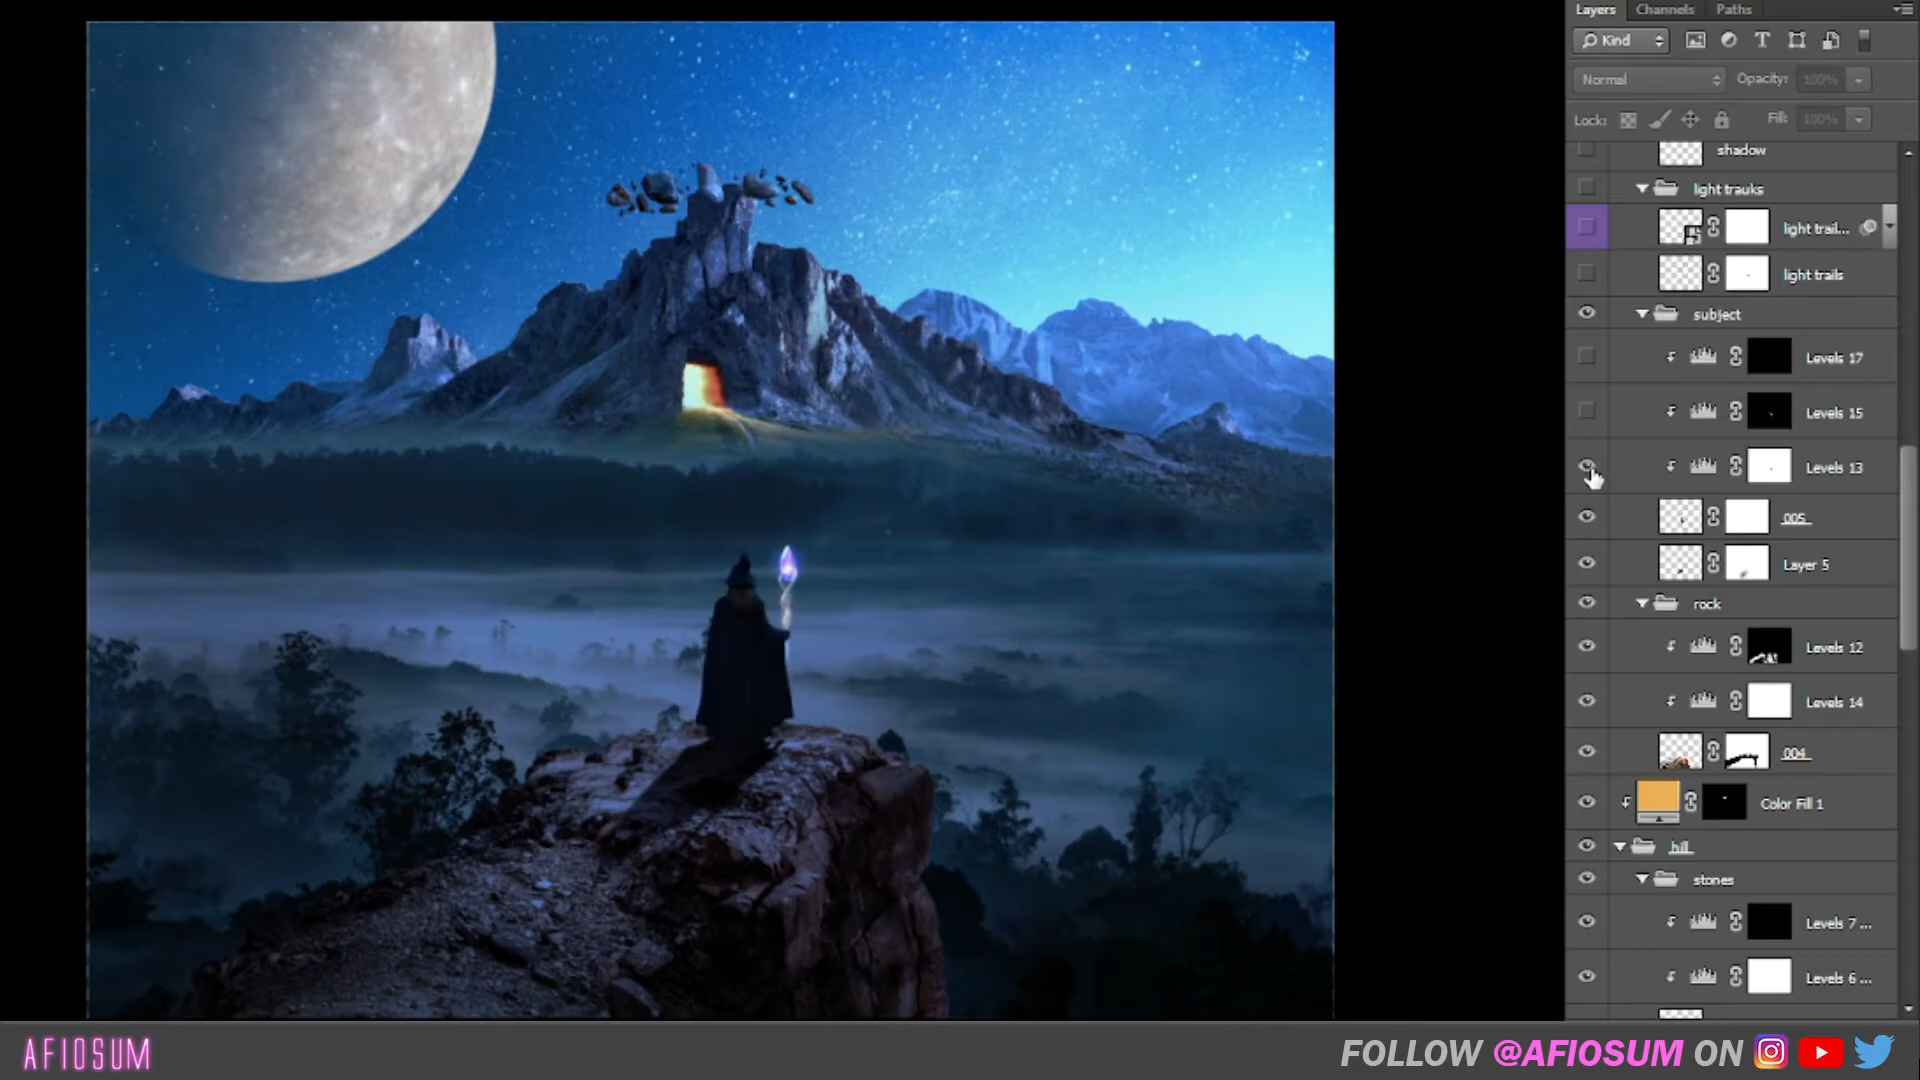 Layers Channels Paths
Kind
Normal Opacity: 100%
Lock: Fill: 100%
shadow
light trauks
light trail...
light trails
subject
Levels 17
Levels 15
Levels 13
005
Layer 5
rock
Levels 12
Levels 14
004
Color Fill 1
hill
stones
Levels 7 ...
Levels 6 ...
AFIOSUM
FOLLOW @AFIOSUM ON